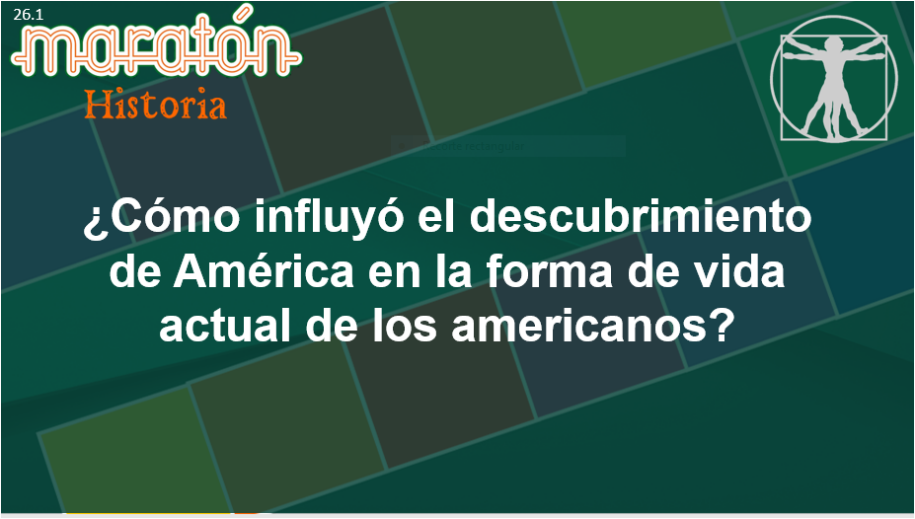 26.1
maratón
Historia
¿Cómo influyó el descubrimiento
de América en la forma de vida
actual de los americanos?